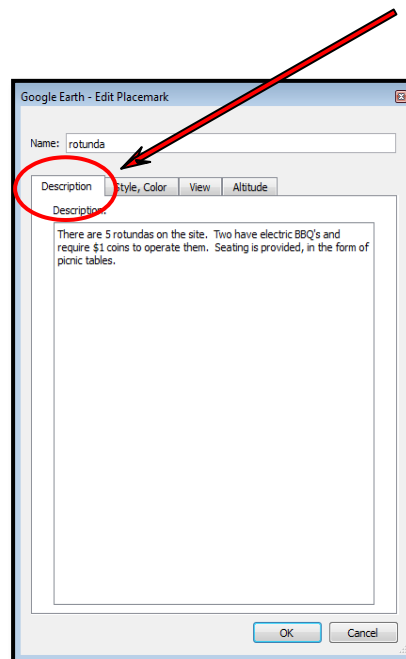 Google Earth - Edit Placemark
Name: rotunda
Description Style, Color View Altitude
Description:
There are 5 rotundas on the site. Two have electric BBQ's and
require $1 coins to operate them. Seating is provided, in the form of
picnic tables.
OK Cancel